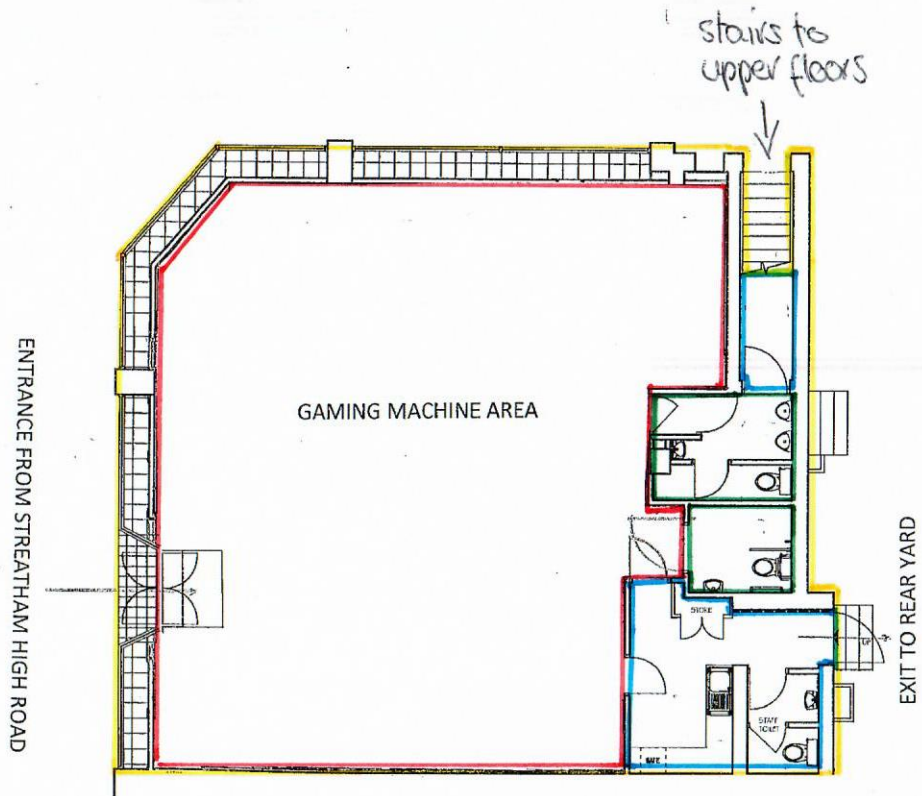 stairs to
upper floors
ENTRANCE FROM STREATHAM HIGH ROAD
GAMING MACHINE AREA
EXIT TO REAR YARD
STORE
UP
STAFF
TOILET
SAFE